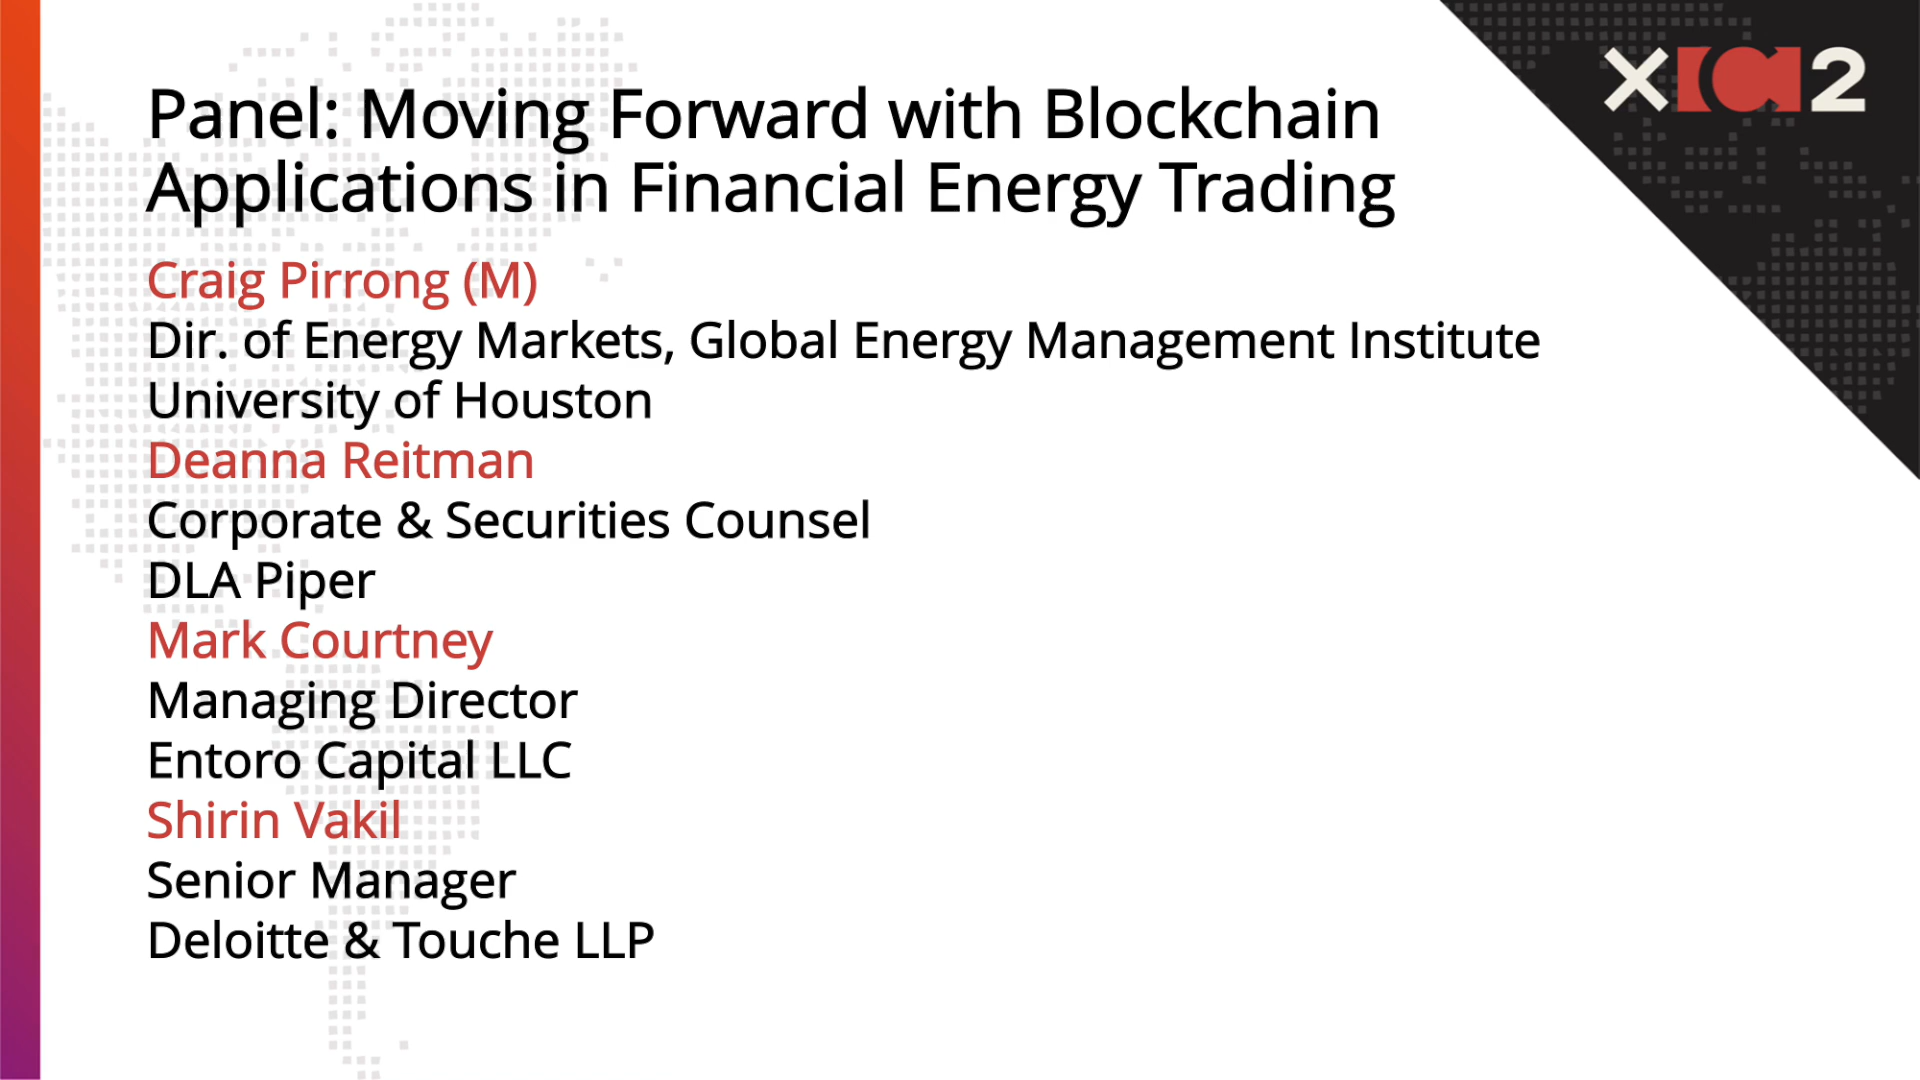 Panel: Moving Forward with Blockchain
Applications in Financial Energy Trading
Craig Pirrong (M)
Dir. of Energy Markets, Global Energy Management Institute
University of Houston
Deanna Reitman
Corporate & Securities Counsel
DLA Piper
Mark Courtney
Managing Director
Entoro Capital LLC
Shirin Vakil
Senior Manager
Deloitte & Touche LLP